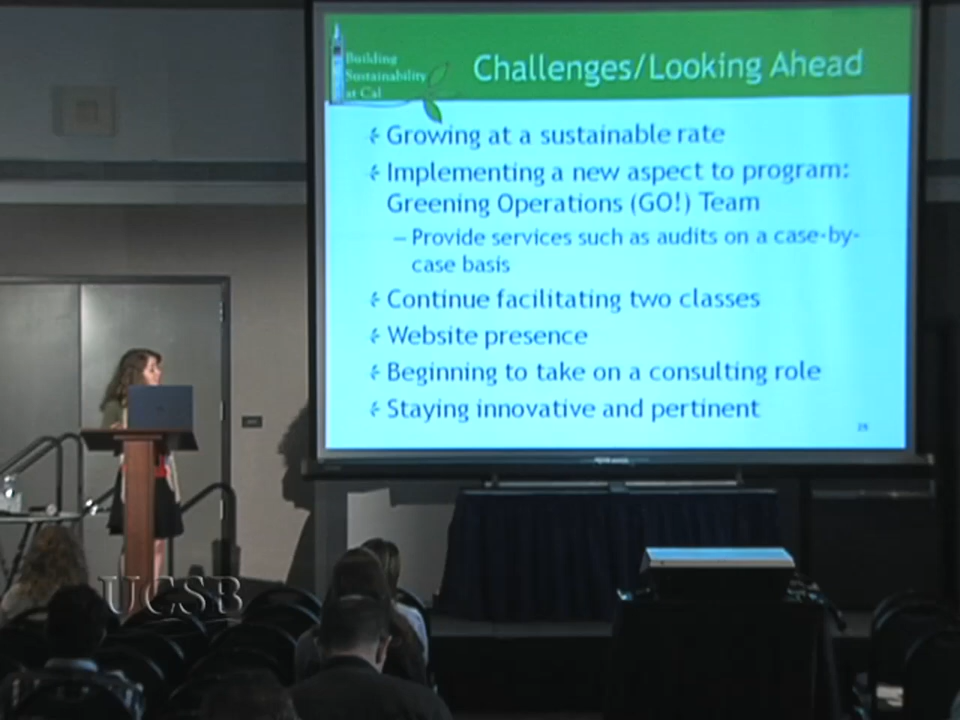 Building
Sustainability
at Cal
Challenges/Looking Ahead
Growing at a sustainable rate
Implementing a new aspect to program:
Greening Operations (GO!) Team
– Provide services such as audits on a case-by-
case basis
Continue facilitating two classes
Website presence
Beginning to take on a consulting role
Staying innovative and pertinent
UCSB